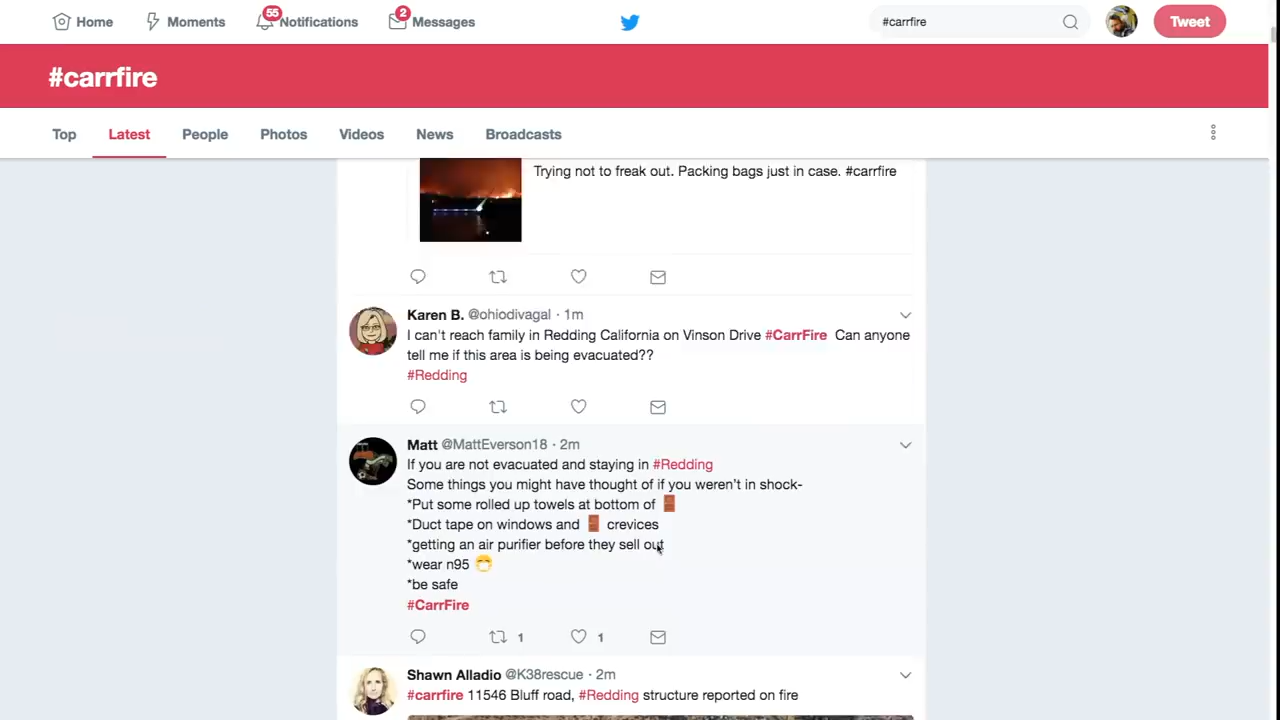 Home
Moments
55
Notifications
2
Messages
#carrfire
Tweet
#carrfire
Top
Latest
People
Photos
Videos
News
Broadcasts
Trying not to freak out. Packing bags just in case. #carrfire
Karen B. @ohiodivagal · 1m
I can't reach family in Redding California on Vinson Drive #CarrFire Can anyone
tell me if this area is being evacuated??
#Redding
Matt @MattEverson18 · 2m
If you are not evacuated and staying in #Redding
Some things you might have thought of if you weren't in shock-
*Put some rolled up towels at bottom of 🚪
*Duct tape on windows and 🚪 crevices
*getting an air purifier before they sell out
*wear n95 😷
*be safe
#CarrFire
1
1
Shawn Alladio @K38rescue · 2m
#carrfire 11546 Bluff road, #Redding structure reported on fire